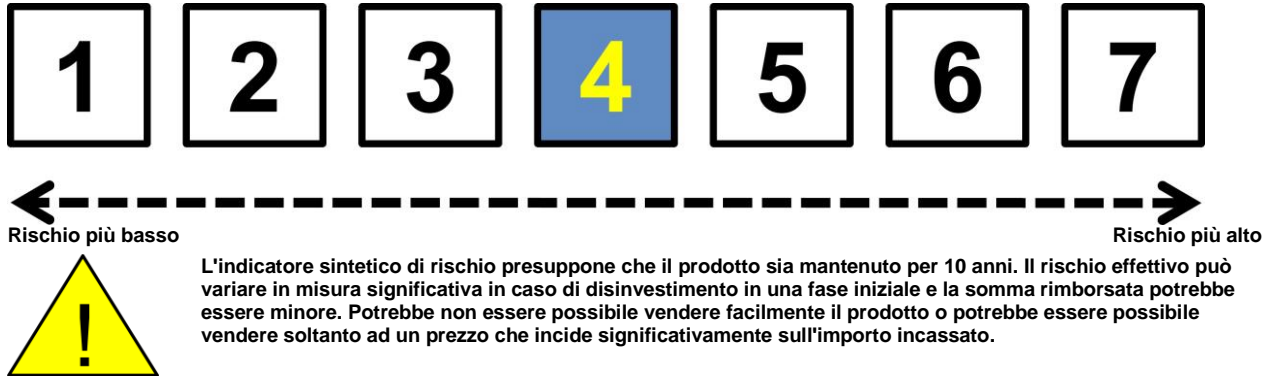 1 2 3 4 5 6 7
Rischio più basso Rischio più alto
!
L'indicatore sintetico di rischio presuppone che il prodotto sia mantenuto per 10 anni. Il rischio effettivo può
variare in misura significativa in caso di disinvestimento in una fase iniziale e la somma rimborsata potrebbe
essere minore. Potrebbe non essere possibile vendere facilmente il prodotto o potrebbe essere possibile
vendere soltanto ad un prezzo che incide significativamente sull'importo incassato.